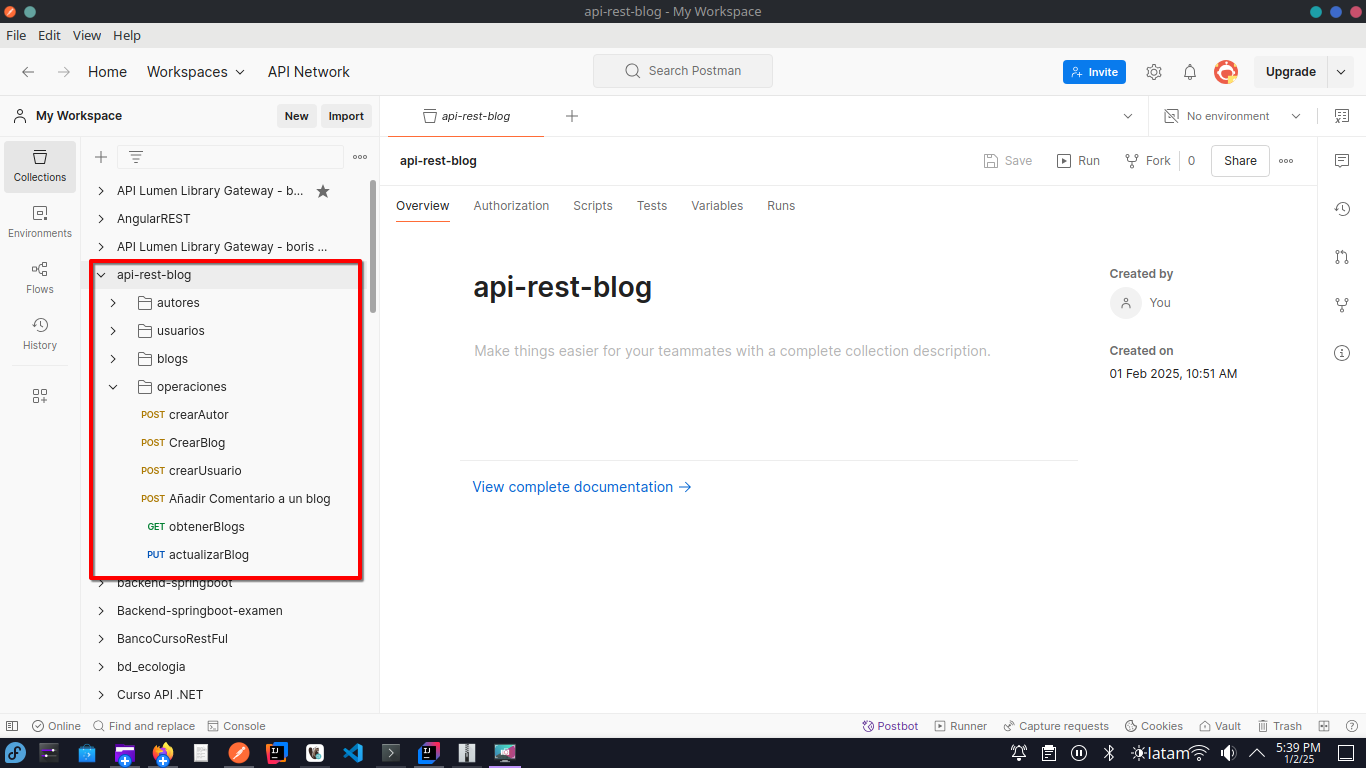 api-rest-blog - My Workspace
File Edit View Help
Home Workspaces API Network
Search Postman
Invite
Upgrade
My Workspace
New Import
api-rest-blog
No environment
Collections
Environments
Flows
History
API Lumen Library Gateway - b...
AngularREST
API Lumen Library Gateway - boris ...
api-rest-blog
autores
usuarios
blogs
operaciones
POST crearAutor
POST CrearBlog
POST crearUsuario
POST Añadir Comentario a un blog
GET obtenerBlogs
PUT actualizarBlog
backend-springboot
Backend-springboot-examen
BancoCursoRestFul
bd_ecologia
Curso API .NET
api-rest-blog
Save Run Fork 0 Share
Overview Authorization Scripts Tests Variables Runs
api-rest-blog
Make things easier for your teammates with a complete collection description.
View complete documentation →
Created by
You
Created on
01 Feb 2025, 10:51 AM
Online Find and replace Console
Postbot Runner Capture requests Cookies Vault Trash
latam
5:39 PM
1/2/25